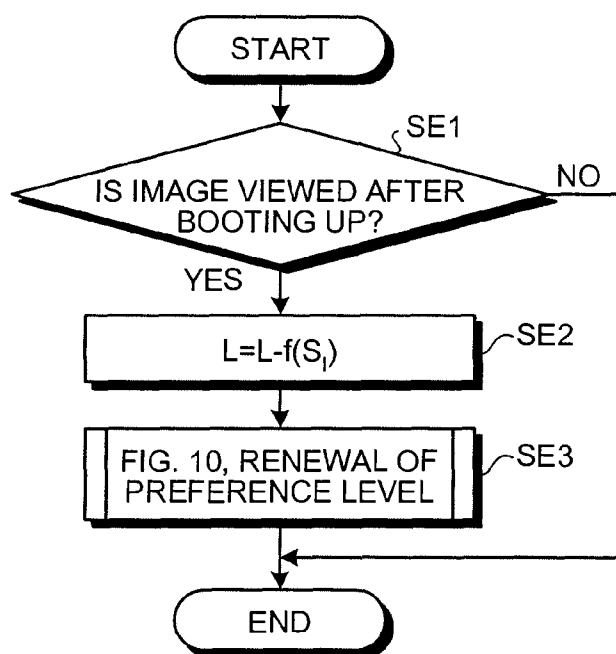 START
SE1
IS IMAGE VIEWED AFTER
BOOTING UP?
NO
YES
L=L-f(S_I)
SE2
FIG. 10, RENEWAL OF
PREFERENCE LEVEL
SE3
END